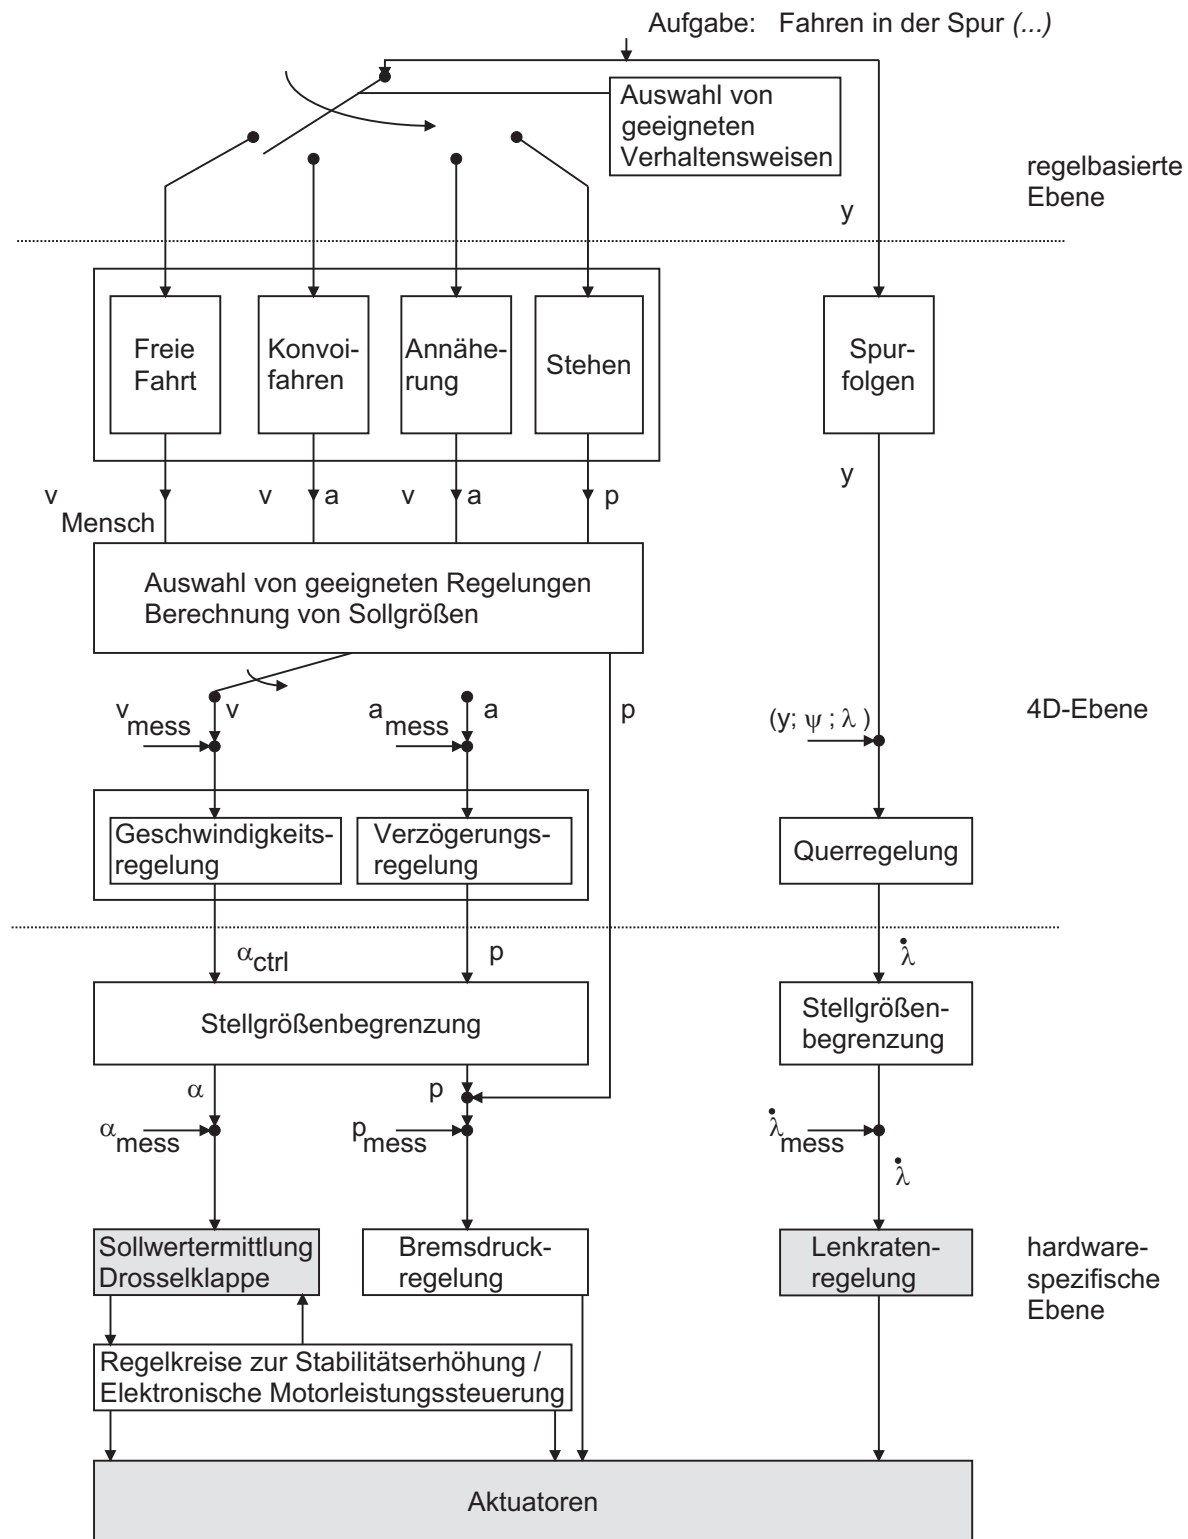 Aufgabe: Fahren in der Spur (...)
Auswahl von
geeigneten
Verhaltensweisen
regelbasierte
Ebene
y
Freie
Fahrt
Konvoi-
fahren
Annähe-
rung
Stehen
Spur-
folgen
v Mensch
v a
v a
p
y
Auswahl von geeigneten Regelungen
Berechnung von Sollgrößen
v mess
v
a mess
a
p
(y; ψ ; λ )
4D-Ebene
Geschwindigkeits-
regelung
Verzögerungs-
regelung
Querregelung
α ctrl
p
λ̇
Stellgrößenbegrenzung
Stellgrößen-
begrenzung
α
p
α mess
p mess
λ̇ mess
λ̇
Sollwertermittlung
Drosselklappe
Bremsdruck-
regelung
Lenkraten-
regelung
hardware-
spezifische
Ebene
Regelkreise zur Stabilitätserhöhung /
Elektronische Motorleistungssteuerung
Aktuatoren